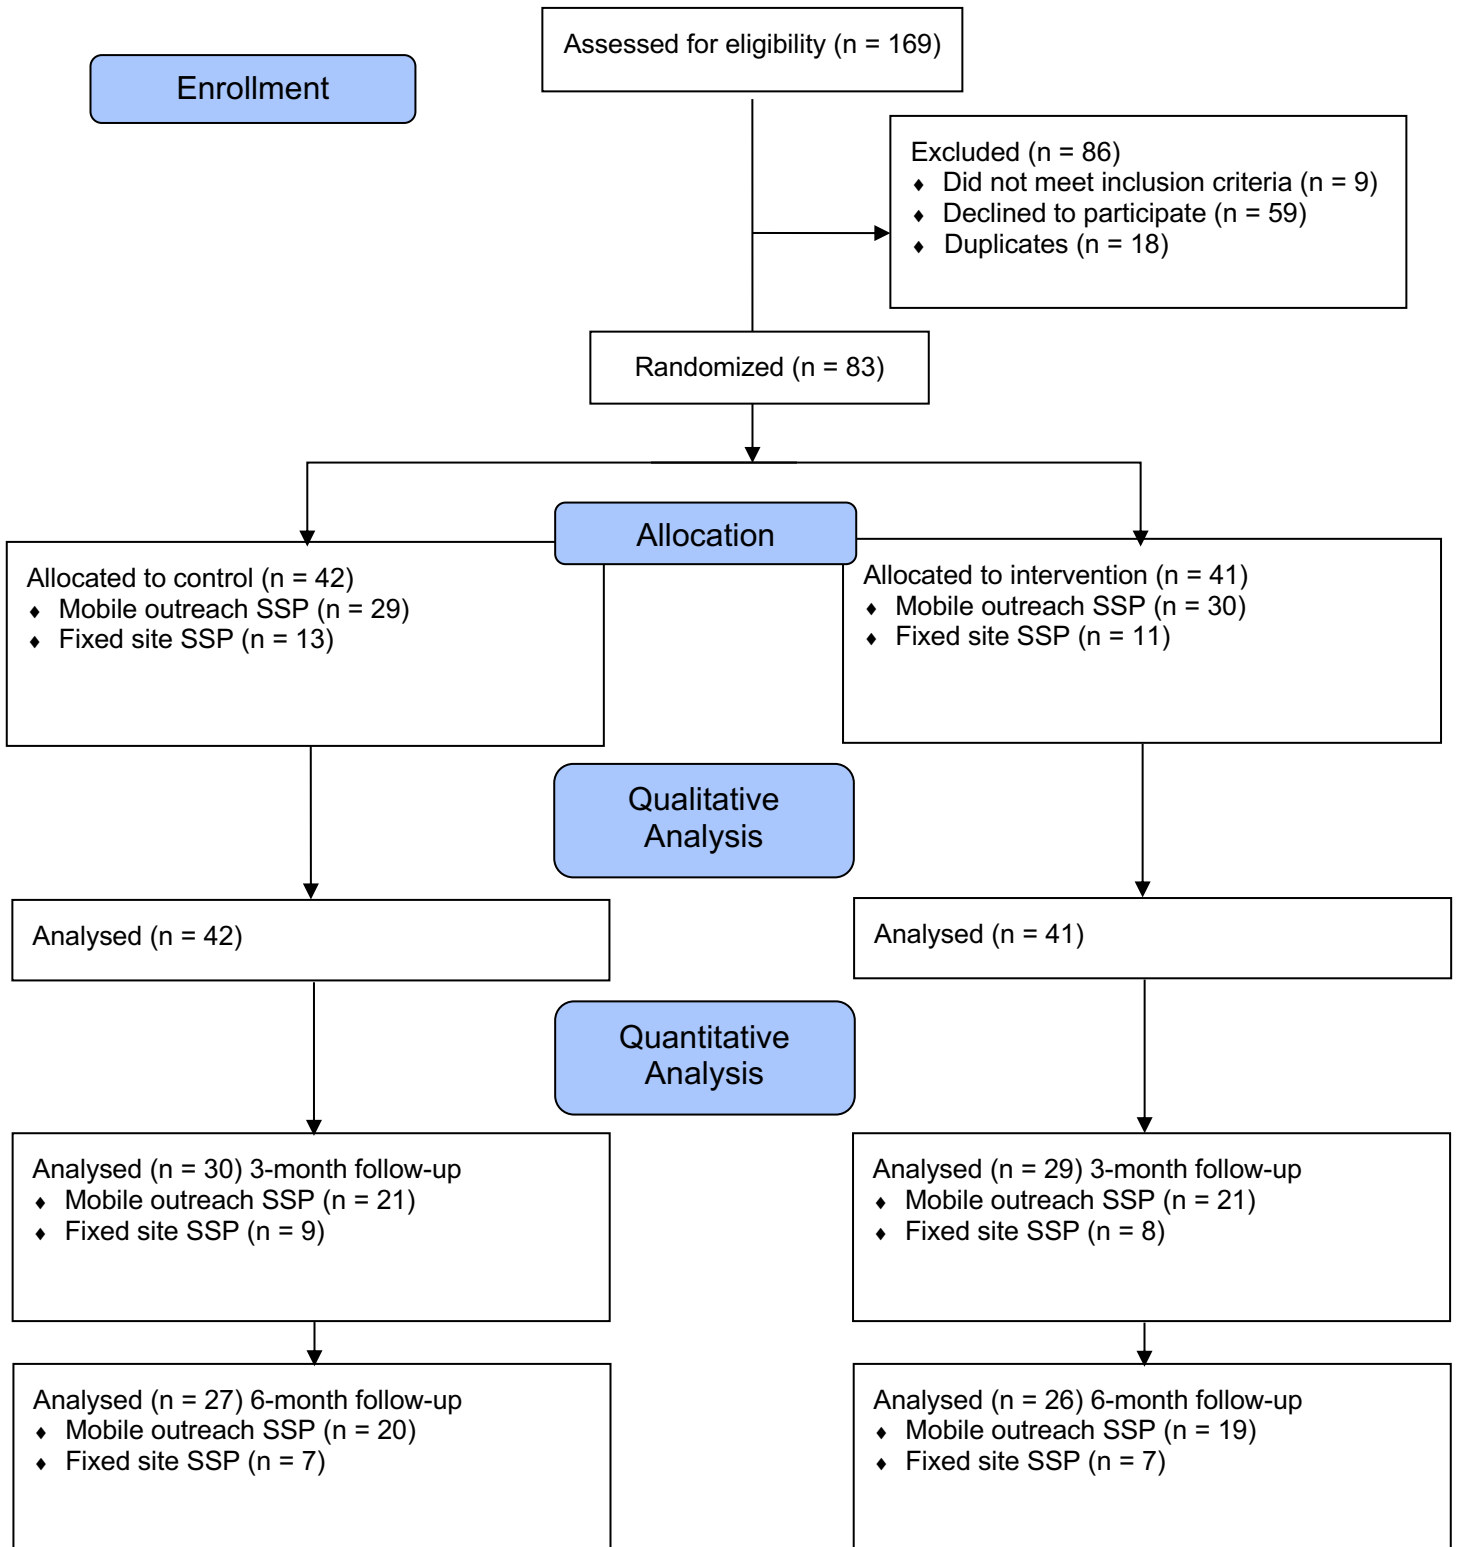 Assessed for eligibility (n = 169)
Enrollment
Excluded (n = 86)
♦ Did not meet inclusion criteria (n = 9)
♦ Declined to participate (n = 59)
♦ Duplicates (n = 18)
Randomized (n = 83)
Allocation
Allocated to control (n = 42)
♦ Mobile outreach SSP (n = 29)
♦ Fixed site SSP (n = 13)
Allocated to intervention (n = 41)
♦ Mobile outreach SSP (n = 30)
♦ Fixed site SSP (n = 11)
Qualitative
Analysis
Analysed (n = 42)
Analysed (n = 41)
Quantitative
Analysis
Analysed (n = 30) 3-month follow-up
♦ Mobile outreach SSP (n = 21)
♦ Fixed site SSP (n = 9)
Analysed (n = 29) 3-month follow-up
♦ Mobile outreach SSP (n = 21)
♦ Fixed site SSP (n = 8)
Analysed (n = 27) 6-month follow-up
♦ Mobile outreach SSP (n = 20)
♦ Fixed site SSP (n = 7)
Analysed (n = 26) 6-month follow-up
♦ Mobile outreach SSP (n = 19)
♦ Fixed site SSP (n = 7)